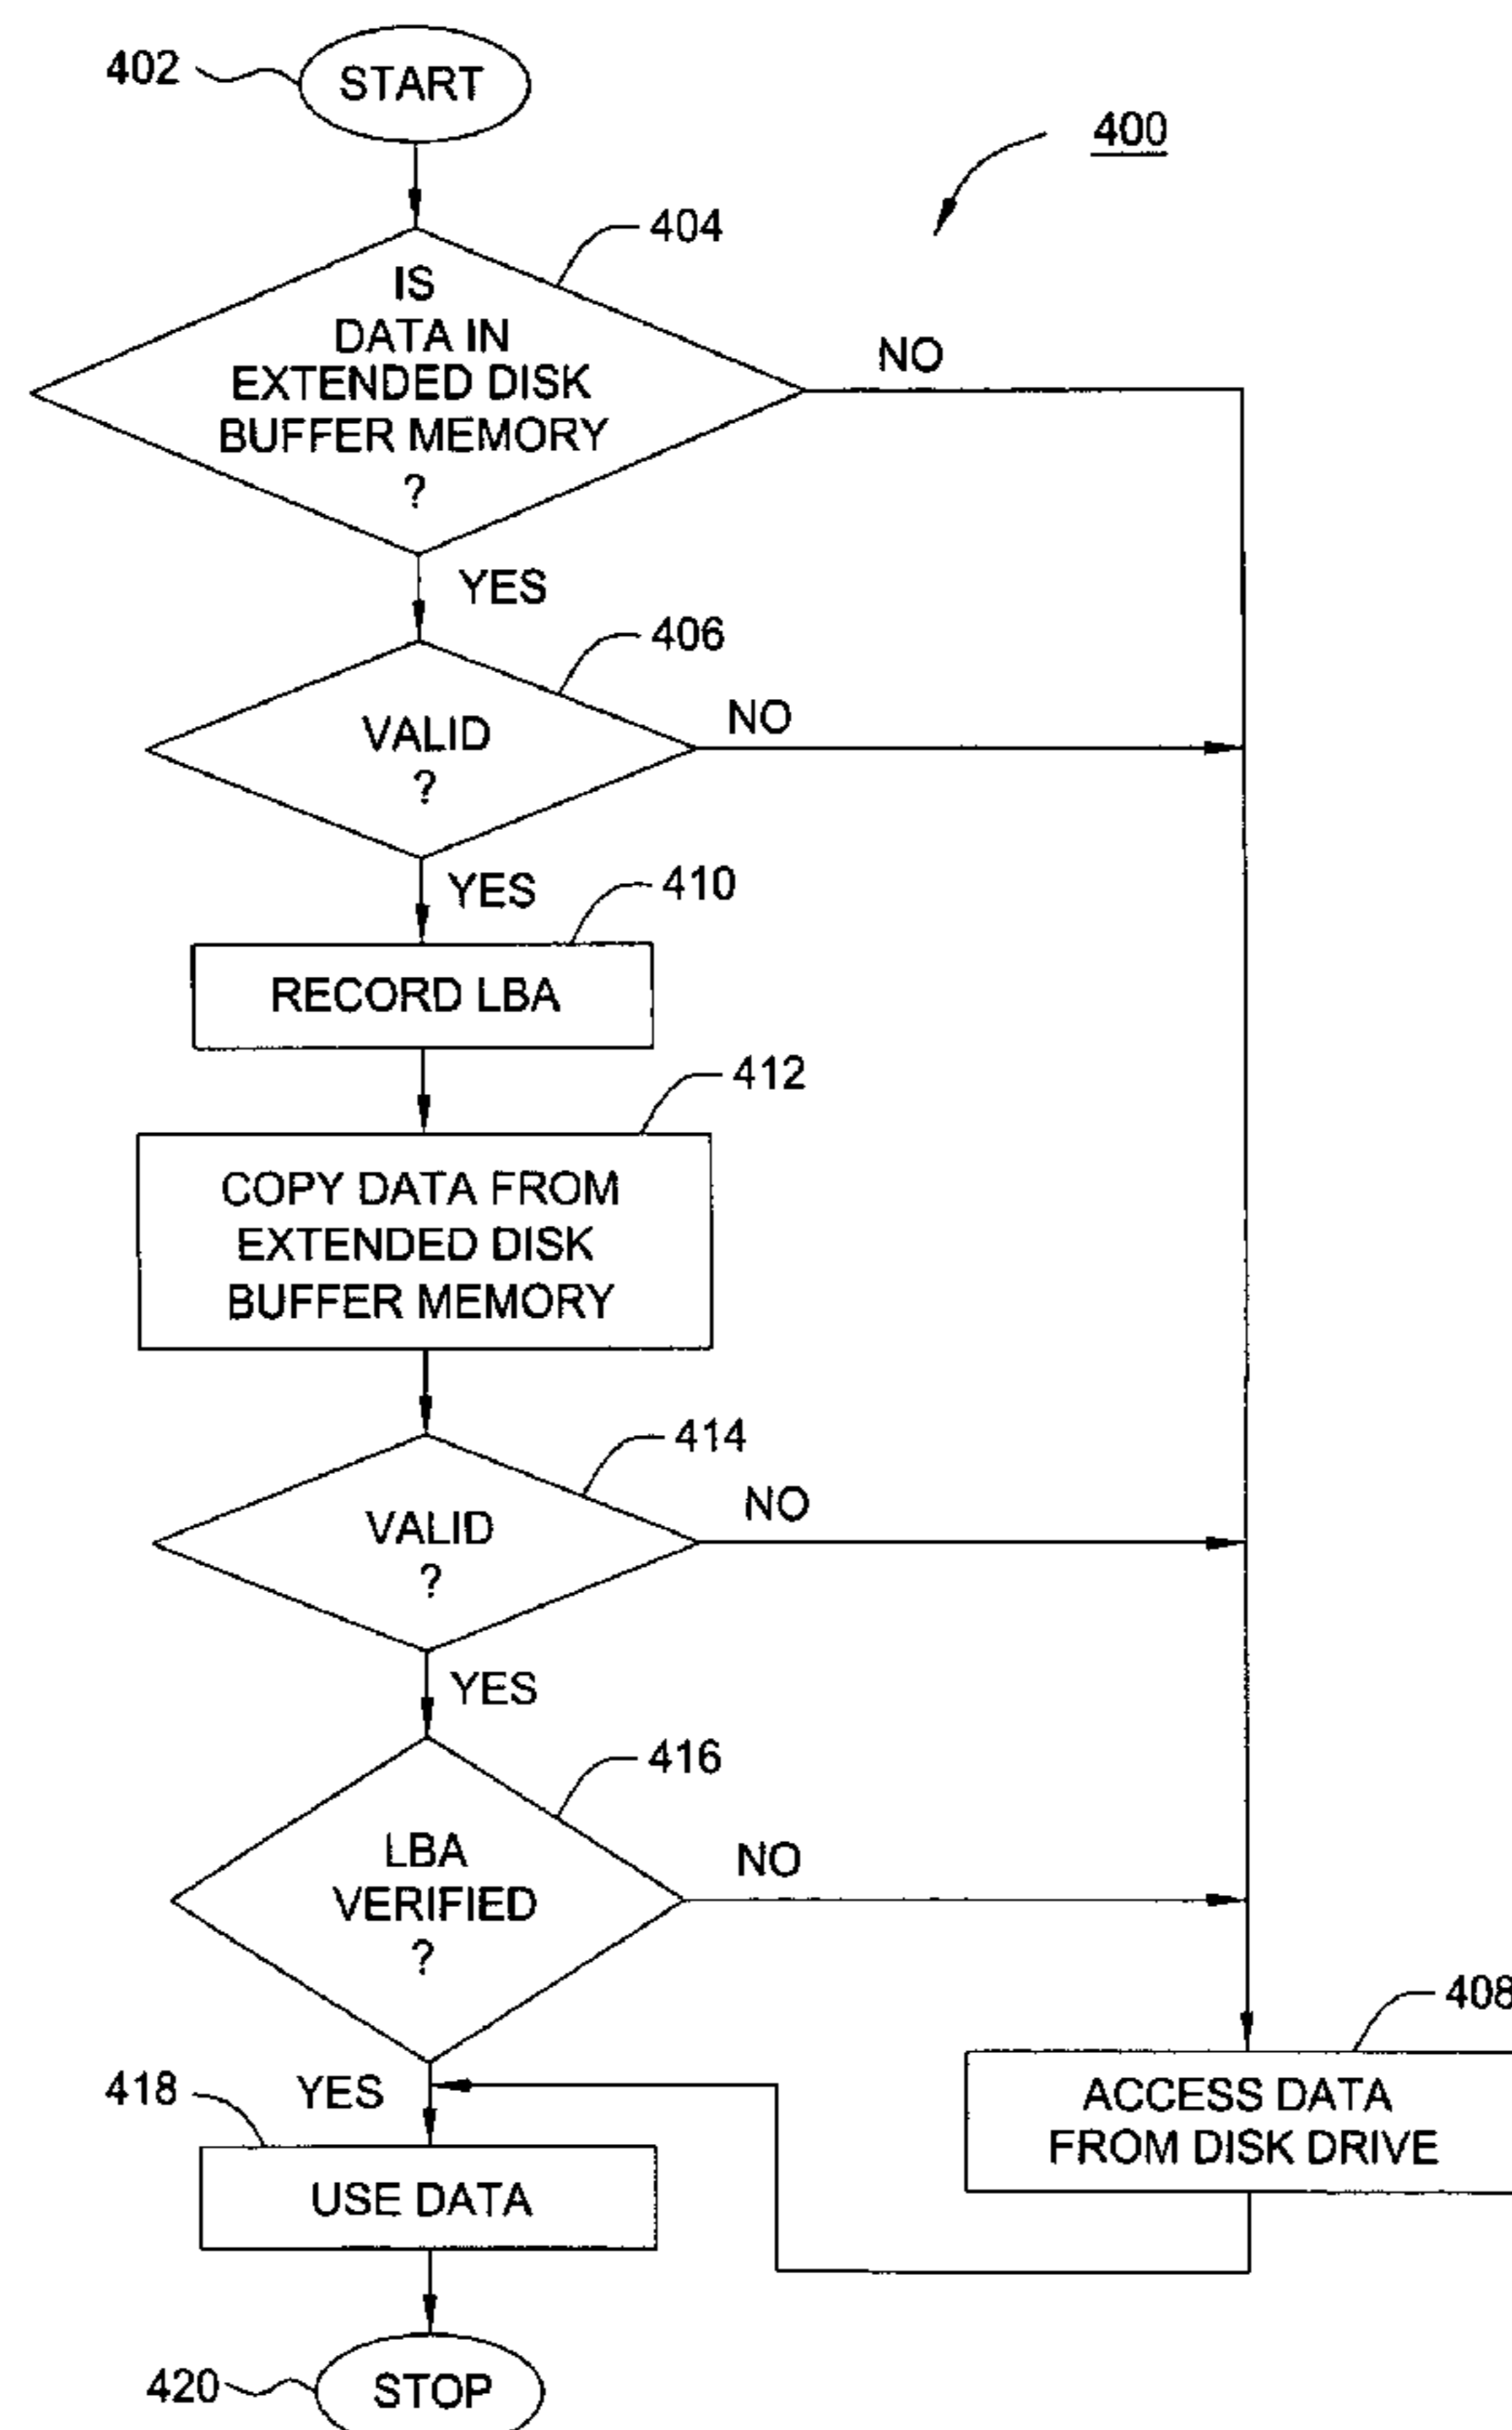 402
START
400
404
IS
DATA IN
EXTENDED DISK
BUFFER MEMORY
?
NO
YES
406
VALID
?
NO
YES
410
RECORD LBA
412
COPY DATA FROM
EXTENDED DISK
BUFFER MEMORY
414
VALID
?
NO
YES
416
LBA
VERIFIED
?
NO
408
ACCESS DATA
FROM DISK DRIVE
418
YES
USE DATA
420
STOP